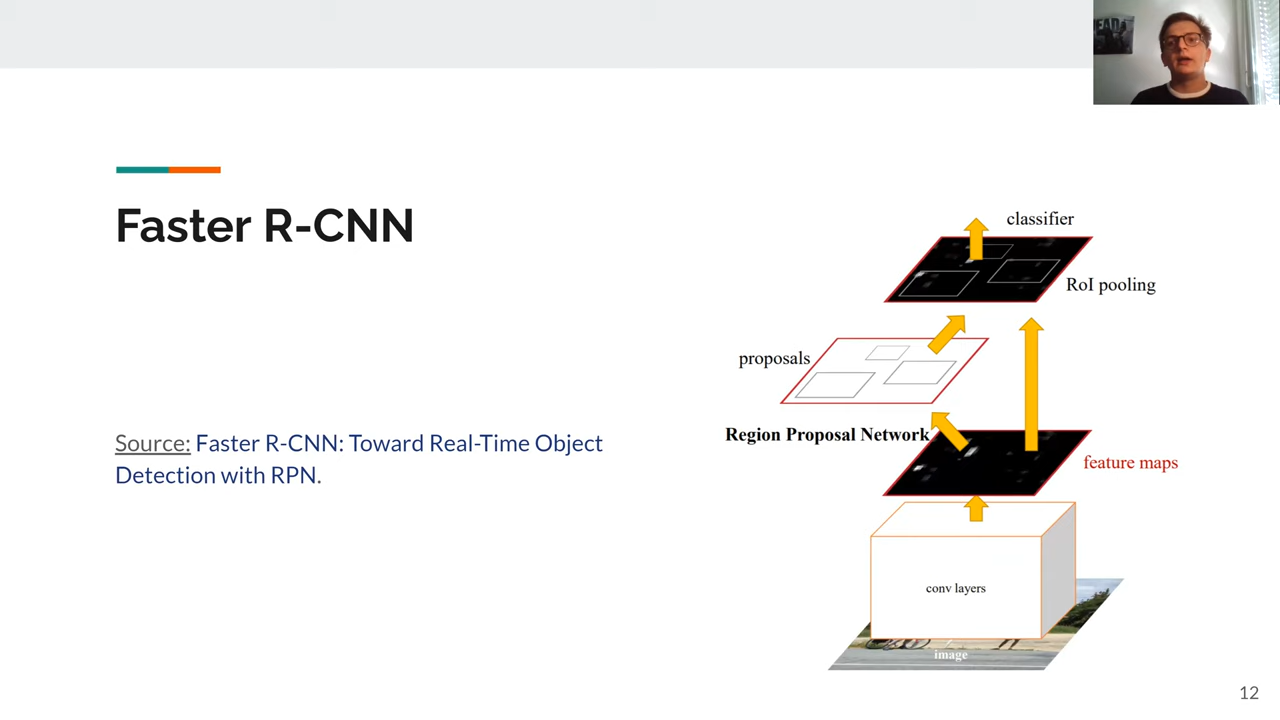 Faster R-CNN
Source: Faster R-CNN: Toward Real-Time Object
Detection with RPN.
classifier
RoI pooling
proposals
Region Proposal Network
feature maps
conv layers
image
12